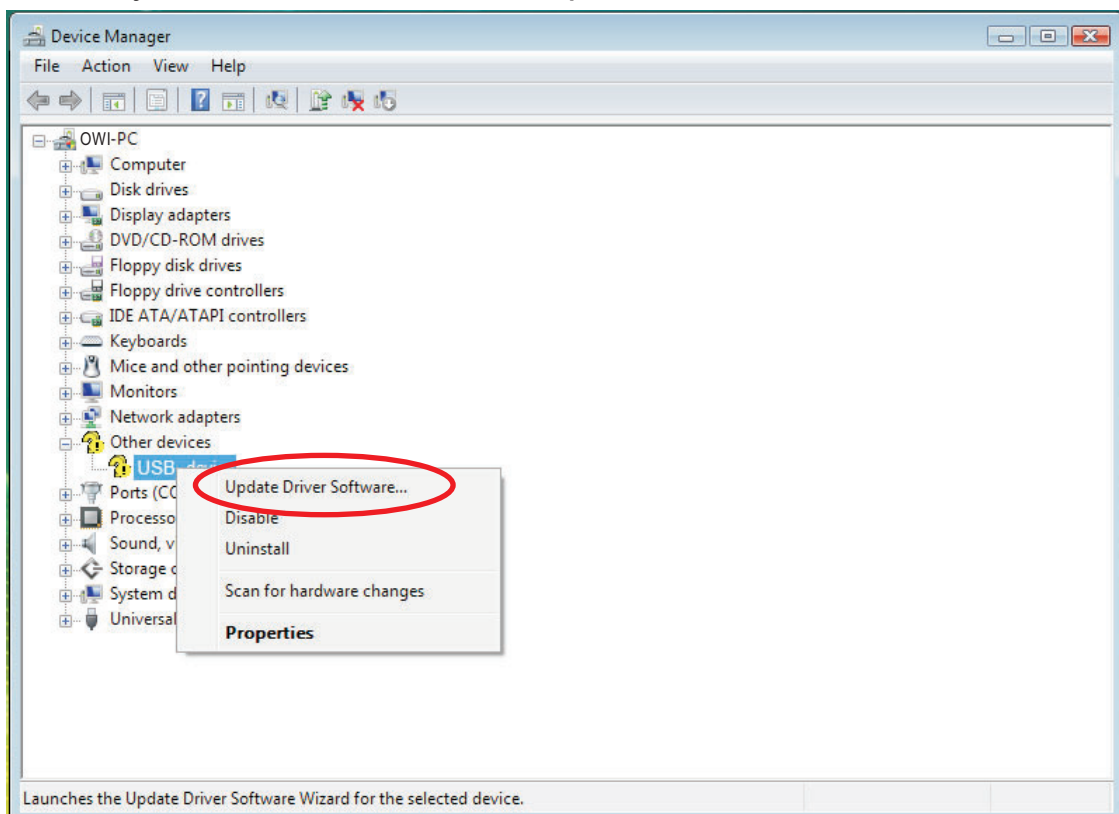 Device Manager
File Action View Help
OWI-PC
Computer
Disk drives
Display adapters
DVD/CD-ROM drives
Floppy disk drives
Floppy drive controllers
IDE ATA/ATAPI controllers
Keyboards
Mice and other pointing devices
Monitors
Network adapters
Other devices
USB
Ports (CO
Processo
Sound, v
Storage
System d
Universal
Update Driver Software...
Disable
Uninstall
Scan for hardware changes
Properties
Launches the Update Driver Software Wizard for the selected device.